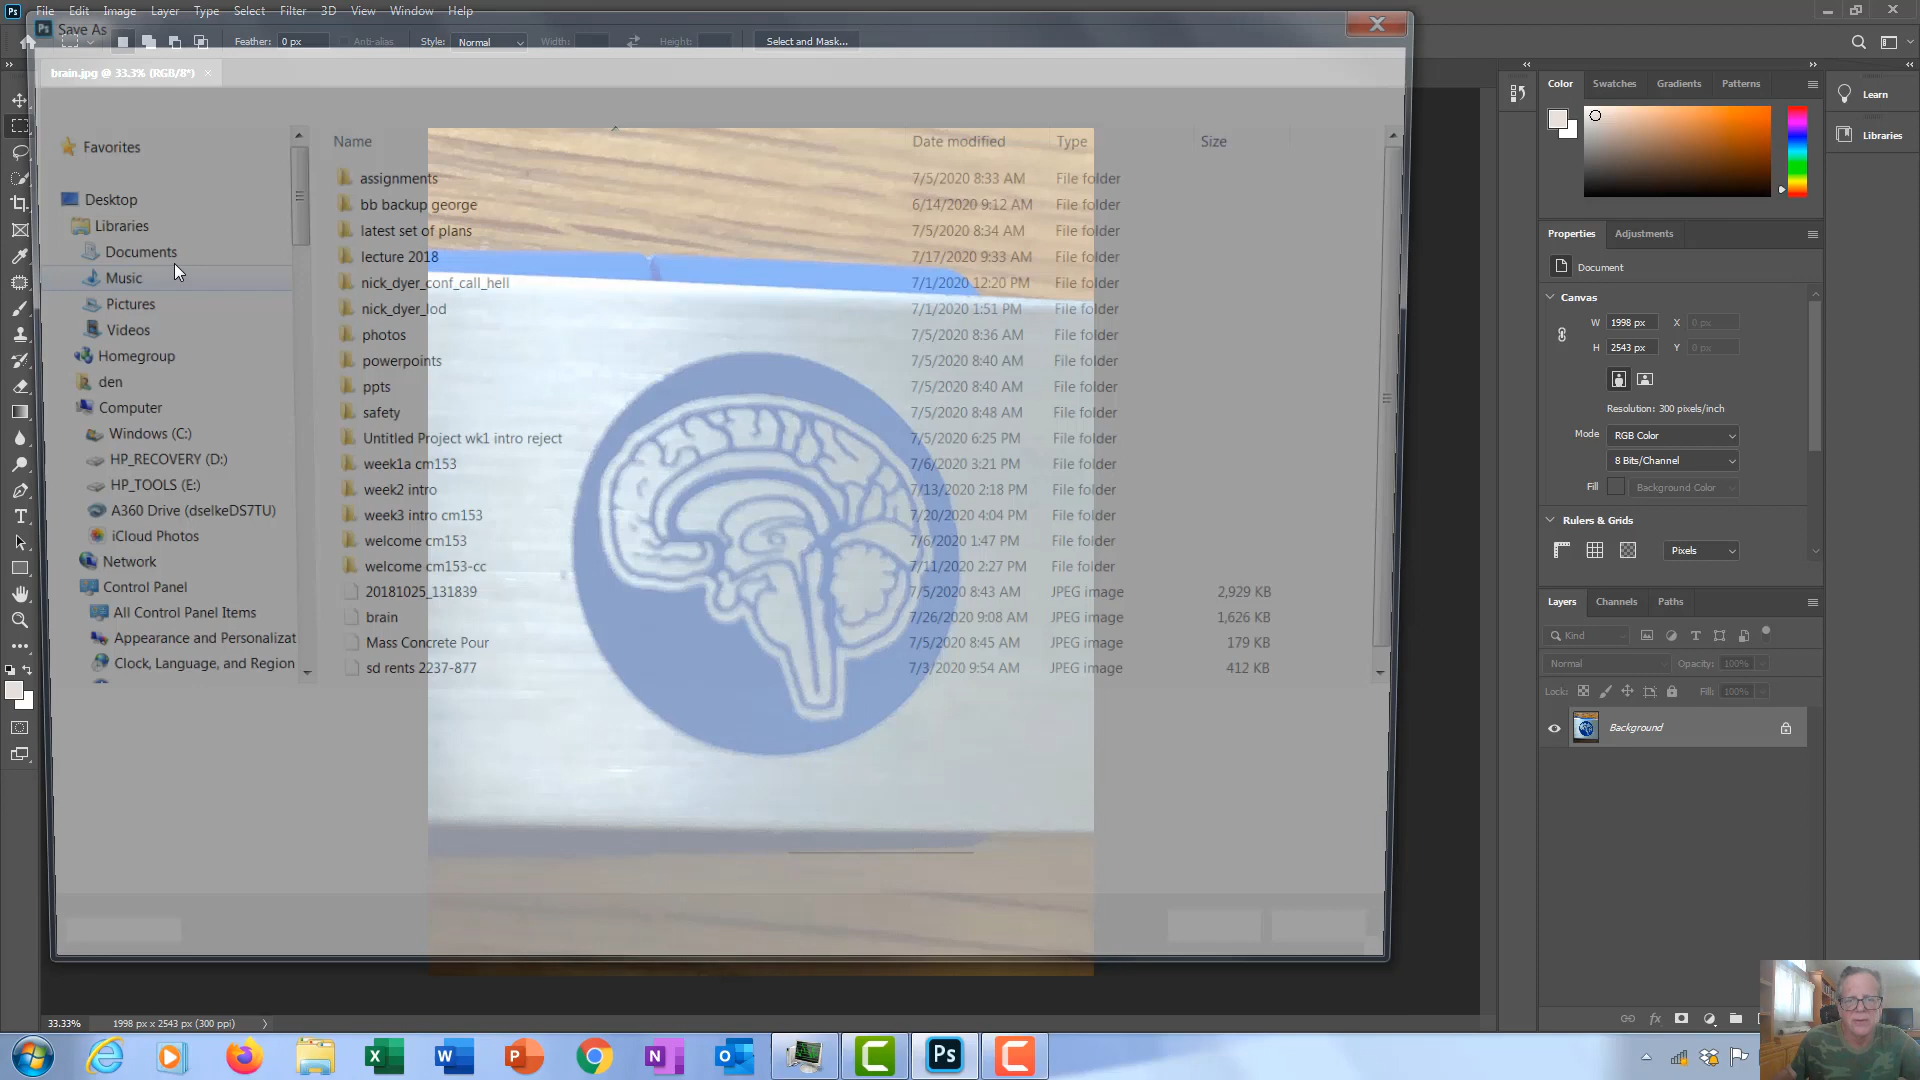 Ps File Edit Image Layer Type Select Filter 3D View Window Help
Ps Save As
Feather: 0 px Anti-alias Style: Normal Width: Height: Select and Mask...
brain.jpg @ 33.3% (RGB/8*) ×
Favorites
Desktop
Libraries
Documents
Music
Pictures
Videos
Homegroup
den
Computer
Windows (C:)
HP_RECOVERY (D:)
HP_TOOLS (E:)
A360 Drive (dselkeDS7TU)
iCloud Photos
Network
Control Panel
All Control Panel Items
Appearance and Personalizat
Clock, Language, and Region
Name Date modified Type Size
assignments 7/5/2020 8:33 AM File folder
bb backup george 6/14/2020 9:12 AM File folder
latest set of plans 7/5/2020 8:34 AM File folder
lecture 2018 7/17/2020 9:33 AM File folder
nick_dyer_conf_call_hell 7/1/2020 12:20 PM File folder
nick_dyer_lod 7/1/2020 1:51 PM File folder
photos 7/5/2020 8:36 AM File folder
powerpoints 7/5/2020 8:40 AM File folder
ppts 7/5/2020 8:40 AM File folder
safety 7/5/2020 8:48 AM File folder
Untitled Project wk1 intro reject 7/5/2020 6:25 PM File folder
week1a cm153 7/6/2020 3:21 PM File folder
week2 intro 7/13/2020 2:18 PM File folder
week3 intro cm153 7/20/2020 4:04 PM File folder
welcome cm153 7/6/2020 1:47 PM File folder
welcome cm153-cc 7/11/2020 2:27 PM File folder
20181025_131839 7/5/2020 8:43 AM JPEG image 2,929 KB
brain 7/26/2020 9:08 AM JPEG image 1,626 KB
Mass Concrete Pour 7/5/2020 8:45 AM JPEG image 179 KB
sd rents 2237-877 7/3/2020 9:54 AM JPEG image 412 KB
Color Swatches Gradients Patterns
Learn
Libraries
Properties Adjustments
Document
Canvas
W 1998 px X 0 px
H 2543 px Y 0 px
Resolution: 300 pixels/inch
Mode RGB Color
8 Bits/Channel
Fill Background Color
Rulers & Grids
Pixels
Layers Channels Paths
Kind
Normal Opacity: 100%
Lock: Fill: 100%
Background
fx
33.33% 1998 px x 2543 px (300 ppi)
Ps